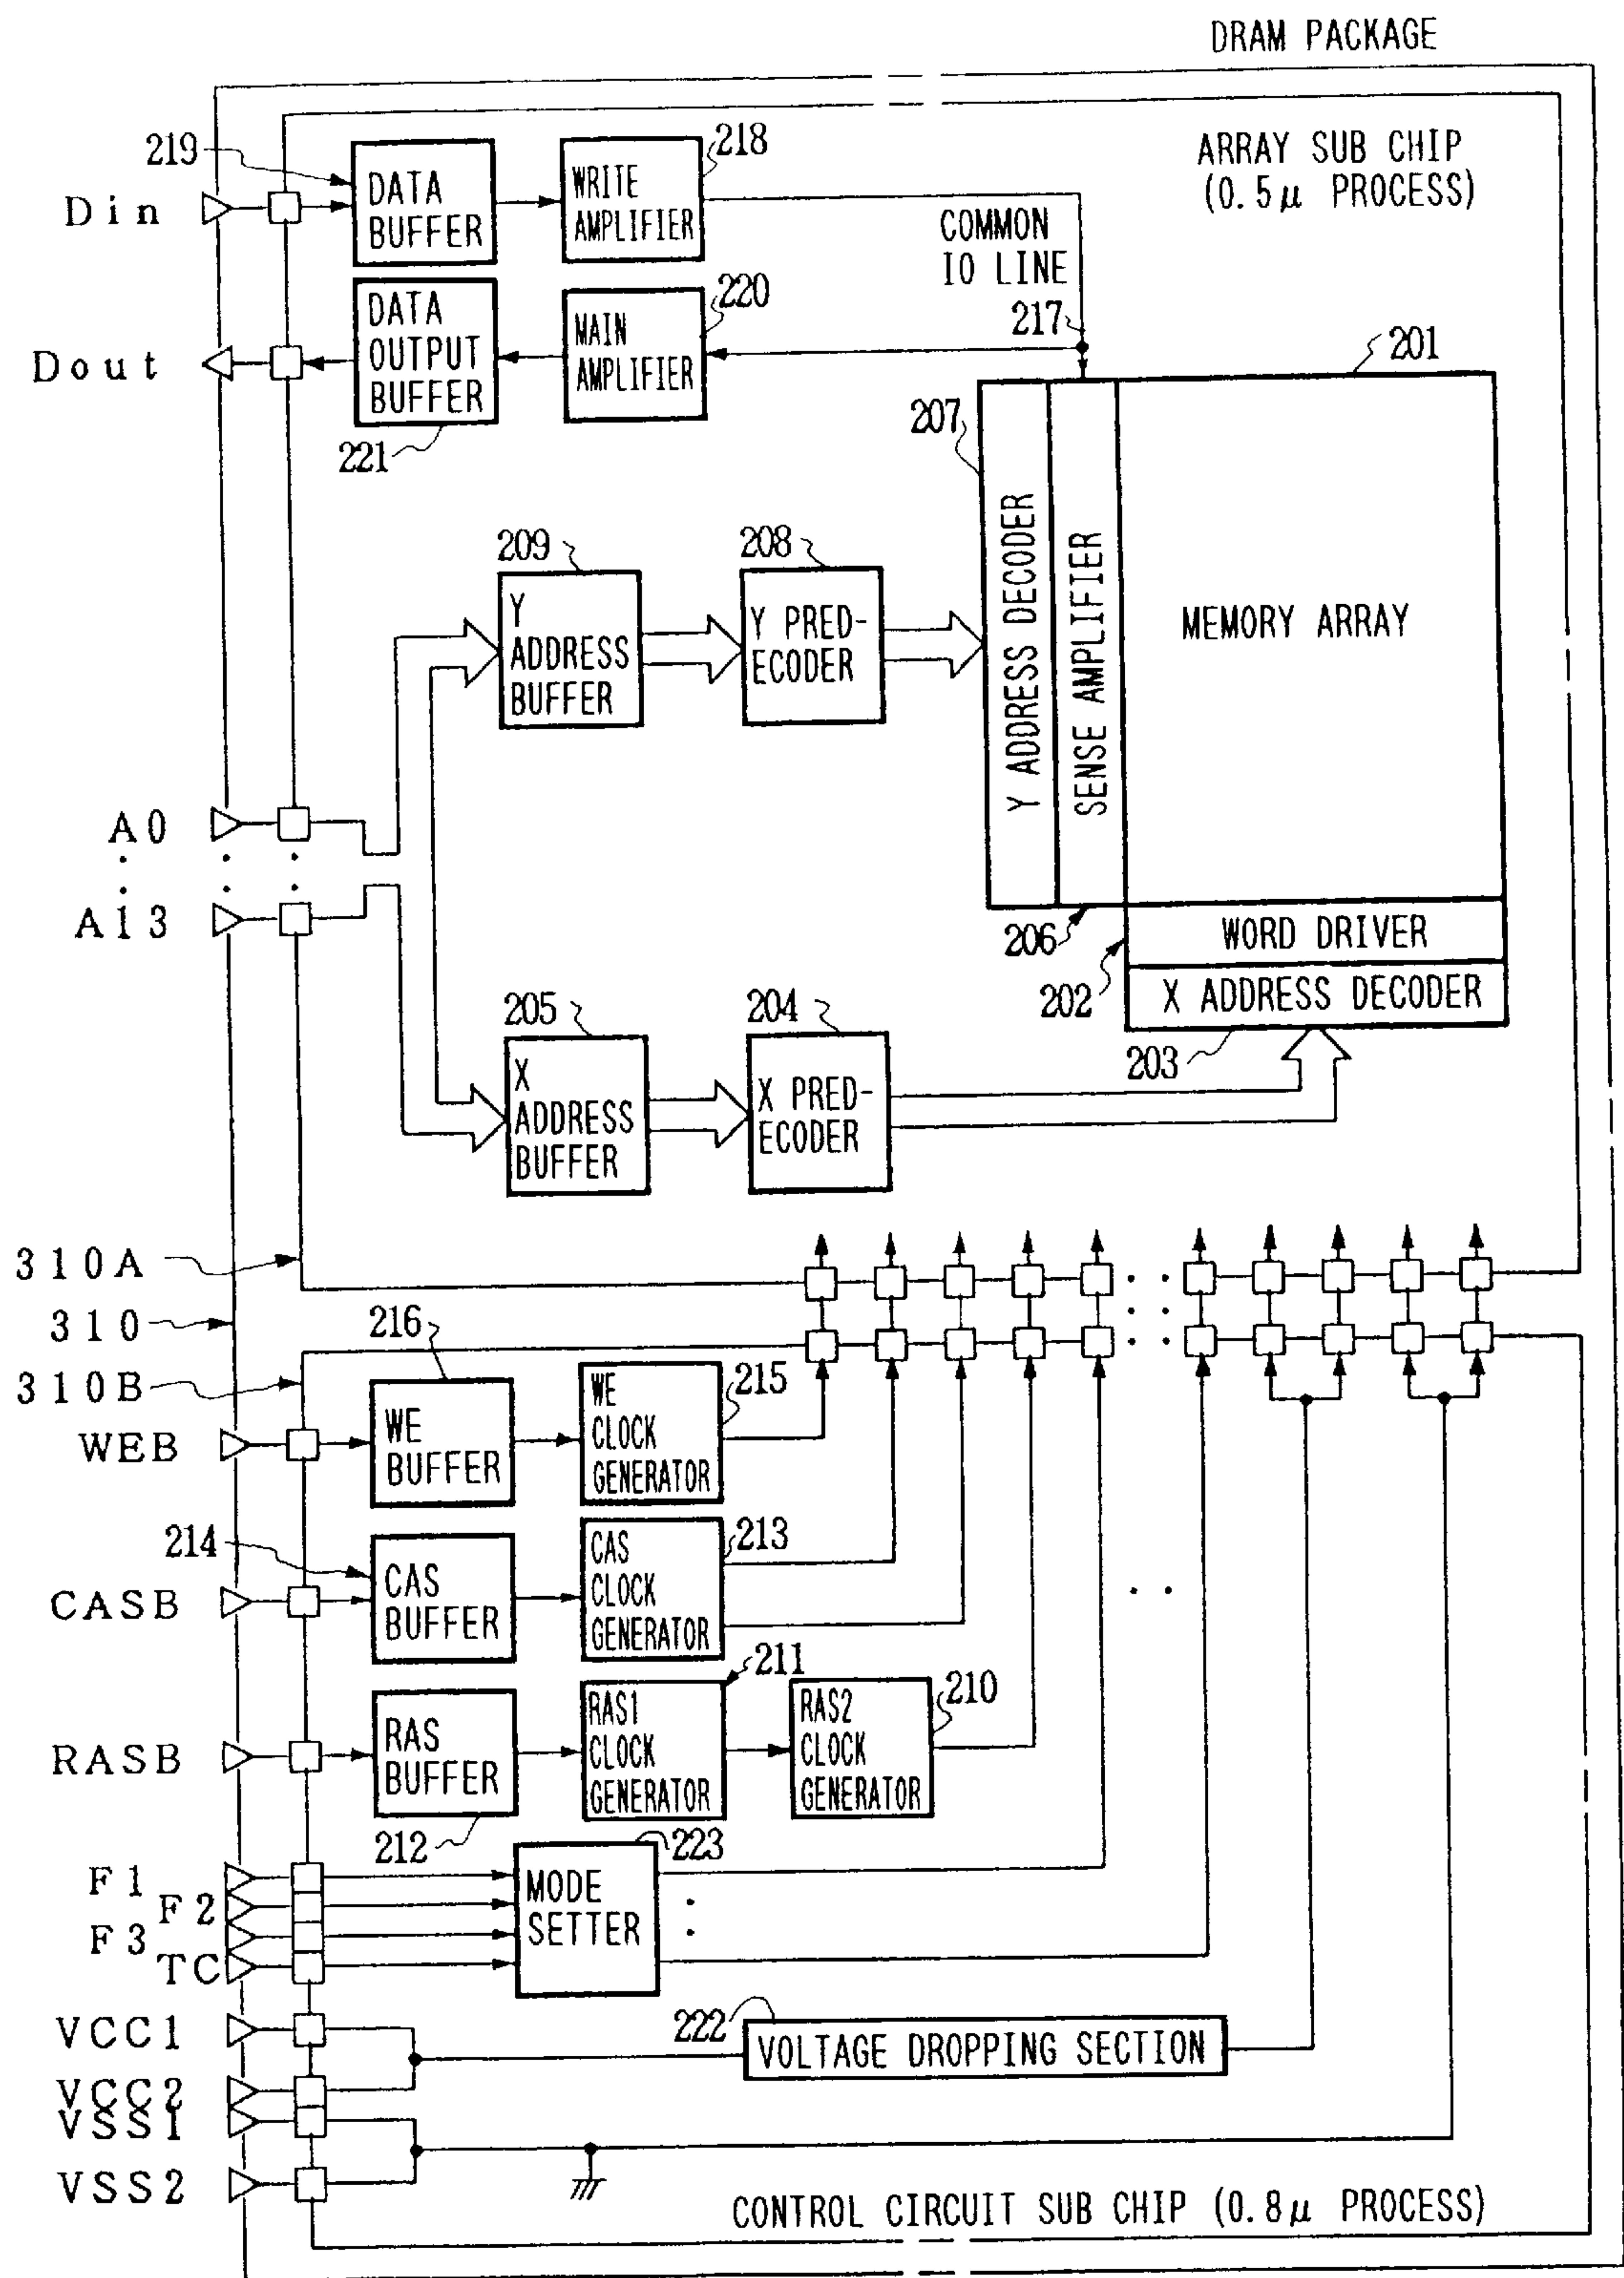 DRAM PACKAGE
ARRAY SUB CHIP
(0.5μ PROCESS)
219
218
Din
DATA
BUFFER
WRITE
AMPLIFIER
COMMON
IO LINE
217
220
201
Dout
DATA
OUTPUT
BUFFER
MAIN
AMPLIFIER
221
207
Y ADDRESS DECODER
SENSE AMPLIFIER
MEMORY ARRAY
209
208
Y
ADDRESS
BUFFER
Y PRED-
ECODER
A0
A13
206
202
WORD DRIVER
X ADDRESS DECODER
203
205
204
X
ADDRESS
BUFFER
X PRED-
ECODER
310A
310
310B
216
215
WEB
WE
BUFFER
WE
CLOCK
GENERATOR
214
213
CASB
CAS
BUFFER
CAS
CLOCK
GENERATOR
211
210
RASB
RAS
BUFFER
RAS1
CLOCK
GENERATOR
RAS2
CLOCK
GENERATOR
212
223
F1
F2
F3
TC
MODE
SETTER
VCC1
VCC2
222
VOLTAGE DROPPING SECTION
VSS1
VSS2
CONTROL CIRCUIT SUB CHIP (0.8μ PROCESS)